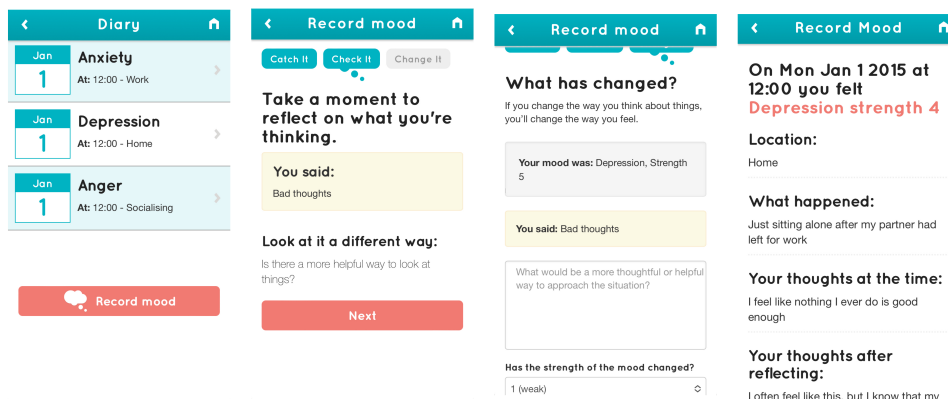 Diary
Jan
1
Anxiety
At: 12:00 - Work
Jan
1
Depression
At: 12:00 - Home
Jan
1
Anger
At: 12:00 - Socialising
Record mood
Record mood
Catch It
Check It
Change It
Take a moment to
reflect on what you're
thinking.
You said:
Bad thoughts
Look at it a different way:
Is there a more helpful way to look at
things?
Next
Record mood
What has changed?
If you change the way you think about things,
you'll change the way you feel.
Your mood was: Depression, Strength
5
You said: Bad thoughts
What would be a more thoughtful or helpful
way to approach the situation?
Has the strength of the mood changed?
1 (weak)
Record Mood
On Mon Jan 1 2015 at
12:00 you felt
Depression strength 4
Location:
Home
What happened:
Just sitting alone after my partner had
left for work
Your thoughts at the time:
I feel like nothing I ever do is good
enough
Your thoughts after
reflecting:
I often feel like this, but I know that my